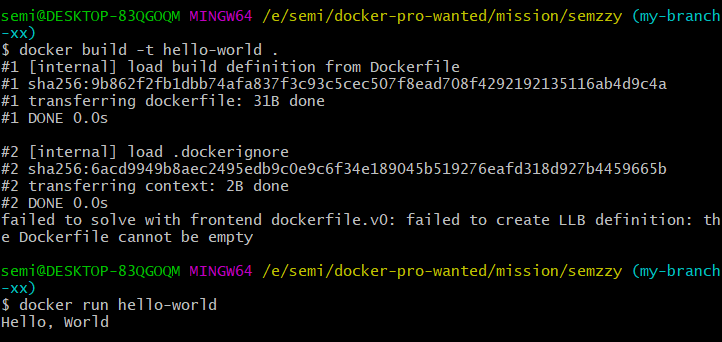 semi@DESKTOP-83QGOQM MINGW64 /e/semi/docker-pro-wanted/mission/semzzy (my-branch
-xx)
$ docker build -t hello-world .
#1 [internal] load build definition from Dockerfile
#1 sha256:9b862f2fb1dbb74afa837f3c93c5cec507f8ead708f4292192135116ab4d9c4a
#1 transferring dockerfile: 31B done
#1 DONE 0.0s

#2 [internal] load .dockerignore
#2 sha256:6acd9949b8aec2495edb9c0e9c6f34e189045b519276eafd318d927b4459665b
#2 transferring context: 2B done
#2 DONE 0.0s
failed to solve with frontend dockerfile.v0: failed to create LLB definition: th
e Dockerfile cannot be empty

semi@DESKTOP-83QGOQM MINGW64 /e/semi/docker-pro-wanted/mission/semzzy (my-branch
-xx)
$ docker run hello-world
Hello, World